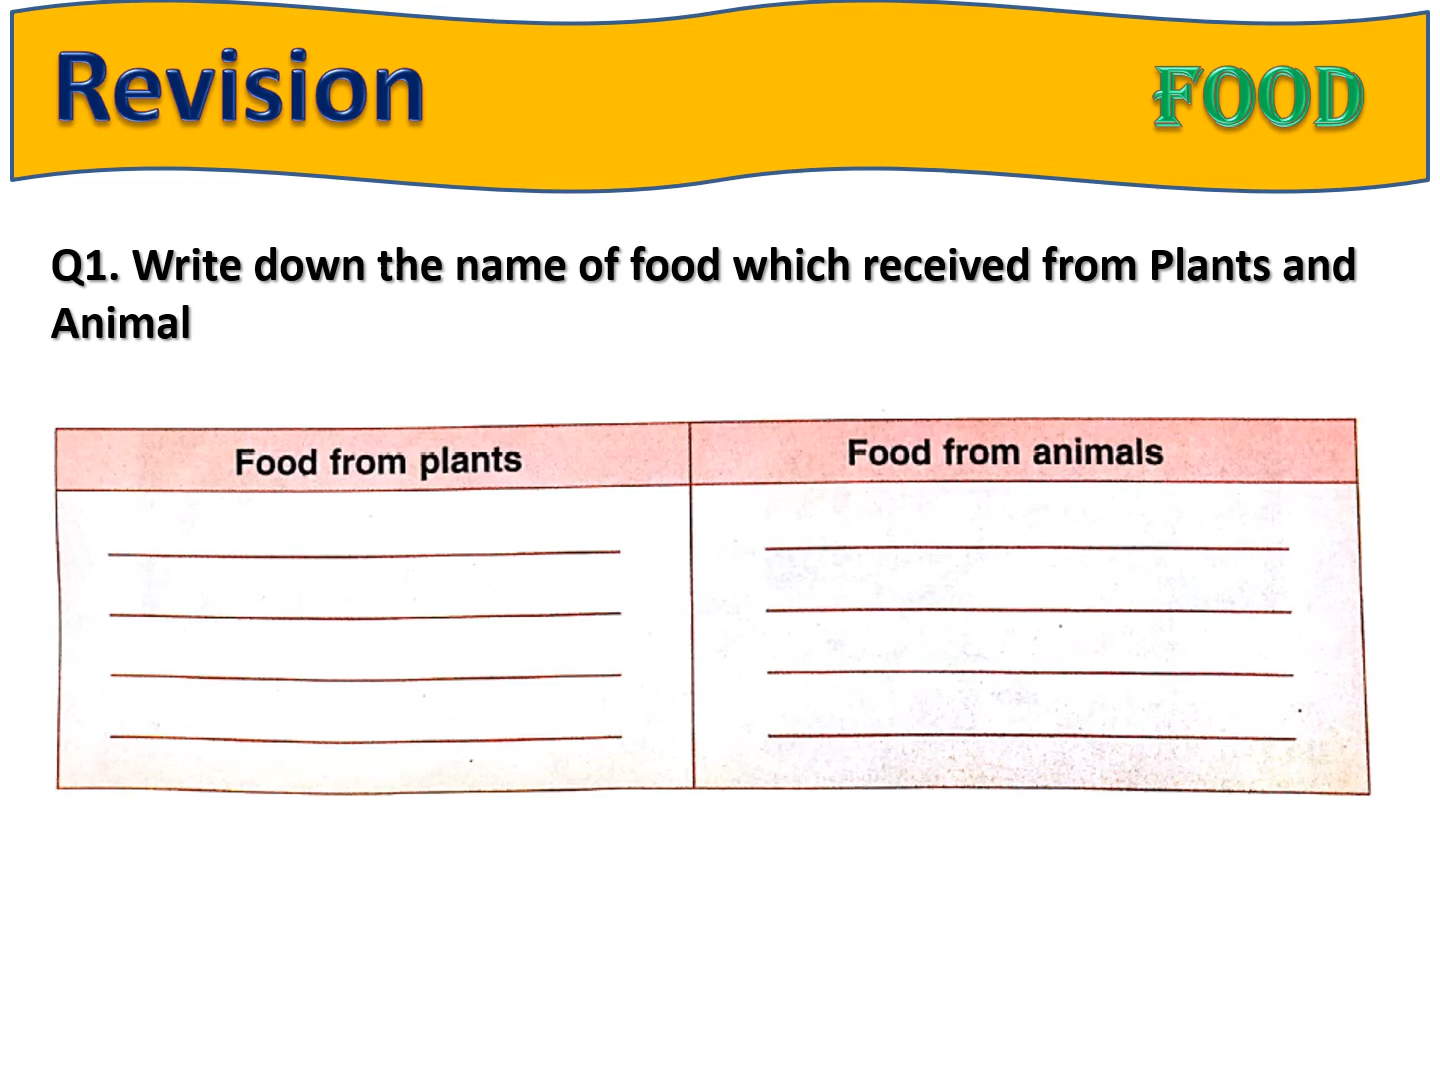 Revision
FOOD
Q1. Write down the name of food which received from Plants and
Animal
Food from plants
Food from animals